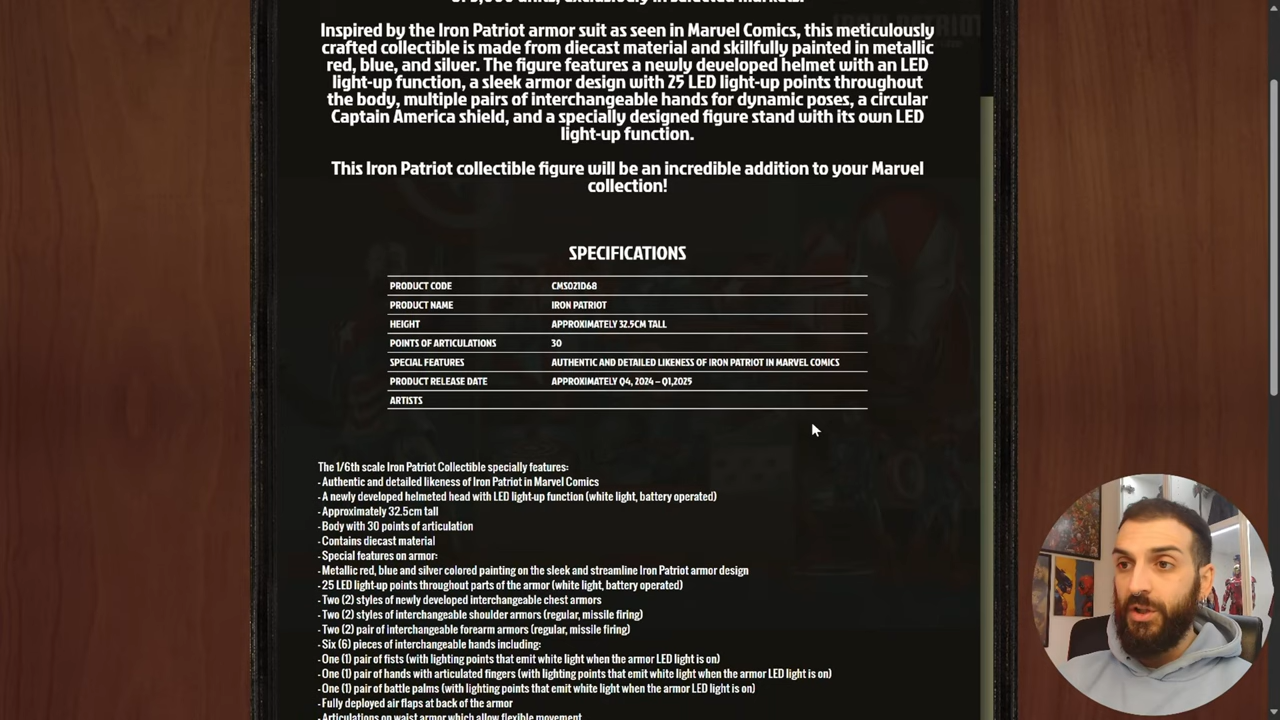 of 5,000 units, exclusively in selected markets.
Inspired by the Iron Patriot armor suit as seen in Marvel Comics, this meticulously
crafted collectible is made from diecast material and skillfully painted in metallic
red, blue, and silver. The figure features a newly developed helmet with an LED
light-up function, a sleek armor design with 25 LED light-up points throughout
the body, multiple pairs of interchangeable hands for dynamic poses, a circular
Captain America shield, and a specially designed figure stand with its own LED
light-up function.
This Iron Patriot collectible figure will be an incredible addition to your Marvel
collection!
SPECIFICATIONS
PRODUCT CODE CMS021D68
PRODUCT NAME IRON PATRIOT
HEIGHT APPROXIMATELY 32.5CM TALL
POINTS OF ARTICULATIONS 30
SPECIAL FEATURES AUTHENTIC AND DETAILED LIKENESS OF IRON PATRIOT IN MARVEL COMICS
PRODUCT RELEASE DATE APPROXIMATELY Q4, 2024 – Q1,2025
ARTISTS
The 1/6th scale Iron Patriot Collectible specially features:
- Authentic and detailed likeness of Iron Patriot in Marvel Comics
- A newly developed helmeted head with LED light-up function (white light, battery operated)
- Approximately 32.5cm tall
- Body with 30 points of articulation
- Contains diecast material
- Special features on armor:
- Metallic red, blue and silver colored painting on the sleek and streamline Iron Patriot armor design
- 25 LED light-up points throughout parts of the armor (white light, battery operated)
- Two (2) styles of newly developed interchangeable chest armors
- Two (2) styles of interchangeable shoulder armors (regular, missile firing)
- Two (2) pair of interchangeable forearm armors (regular, missile firing)
- Six (6) pieces of interchangeable hands including:
- One (1) pair of fists (with lighting points that emit white light when the armor LED light is on)
- One (1) pair of hands with articulated fingers (with lighting points that emit white light when the armor LED light is on)
- One (1) pair of battle palms (with lighting points that emit white light when the armor LED light is on)
- Fully deployed air flaps at back of the armor
- Articulations on waist armor which allow flexible movement